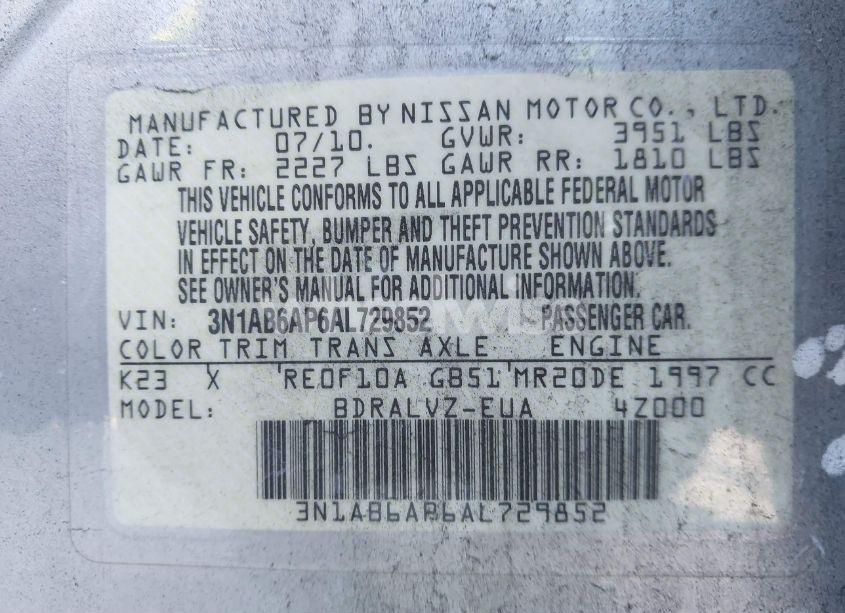 MANUFACTURED BY NISSAN MOTOR CO., LTD.
DATE: 07/10. GVWR: 3951 LBS
GAWR FR: 2227 LBS GAWR RR: 1810 LBS
THIS VEHICLE CONFORMS TO ALL APPLICABLE FEDERAL MOTOR
VEHICLE SAFETY, BUMPER AND THEFT PREVENTION STANDARDS
IN EFFECT ON THE DATE OF MANUFACTURE SHOWN ABOVE.
SEE OWNER'S MANUAL FOR ADDITIONAL INFORMATION.
VIN: 3N1AB6AP6AL729852 PASSENGER CAR.
COLOR TRIM TRANS AXLE ENGINE
K23 X RE0F10A GB51 MR20DE 1997 CC
MODEL: BDRALVZ-EUA 4Z000
3N1AB6AP6AL729852